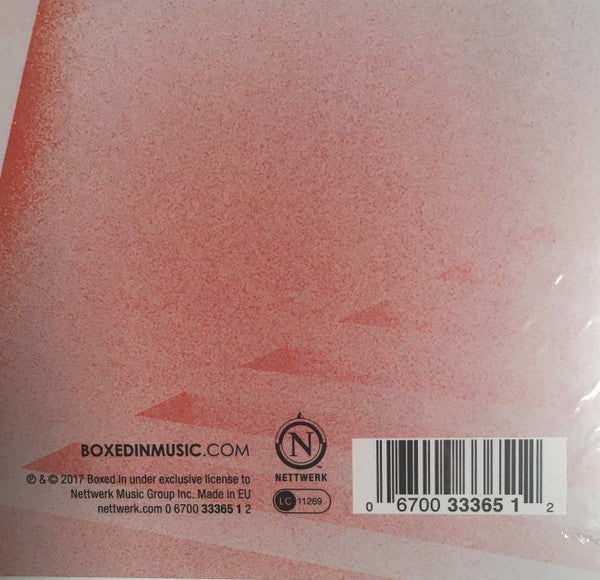 BOXEDINMUSIC.COM
℗ & © 2017 Boxed In under exclusive license to
Nettwerk Music Group Inc. Made in EU
nettwerk.com 0 6700 33365 1 2
N
™
NETTWERK
LC 11269
0 6700 33365 1 2